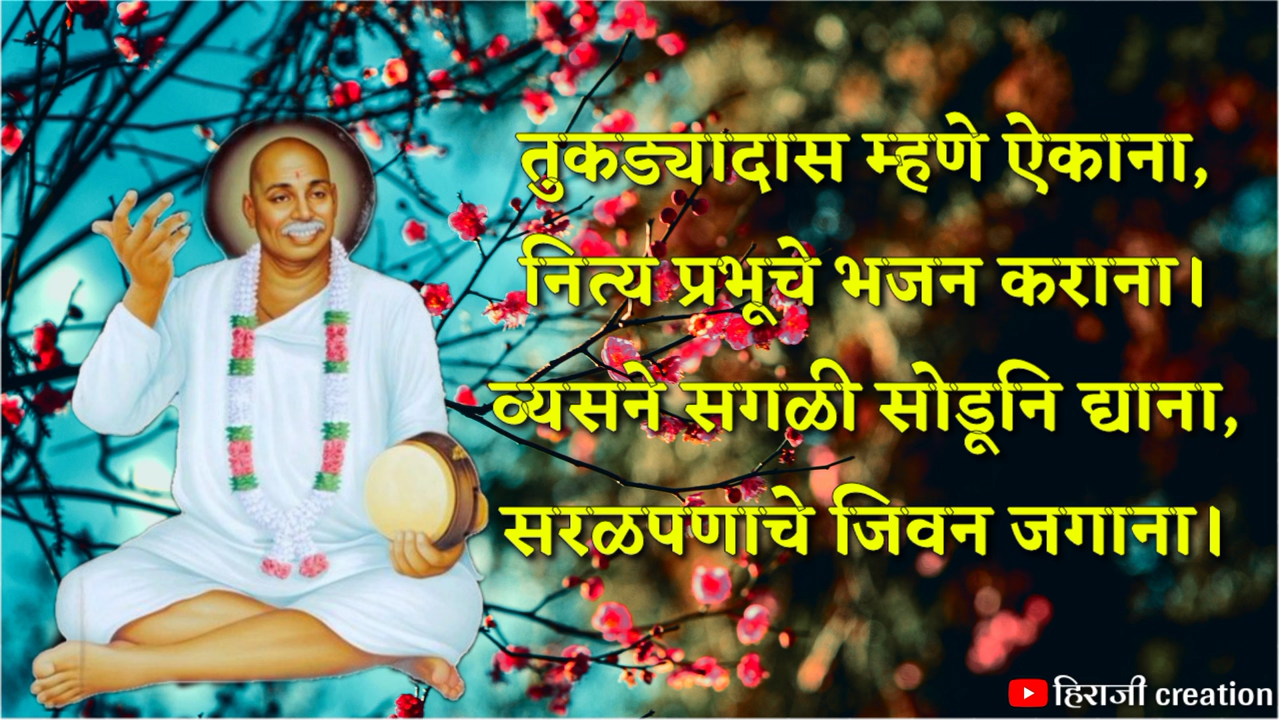 तुकड्यादास म्हणे ऐकाना,
नित्य प्रभूचे भजन कराना।
व्यसने सगळी सोडूनि द्याना,
सरळपणाचे जिवन जगाना।
हिराजी creation